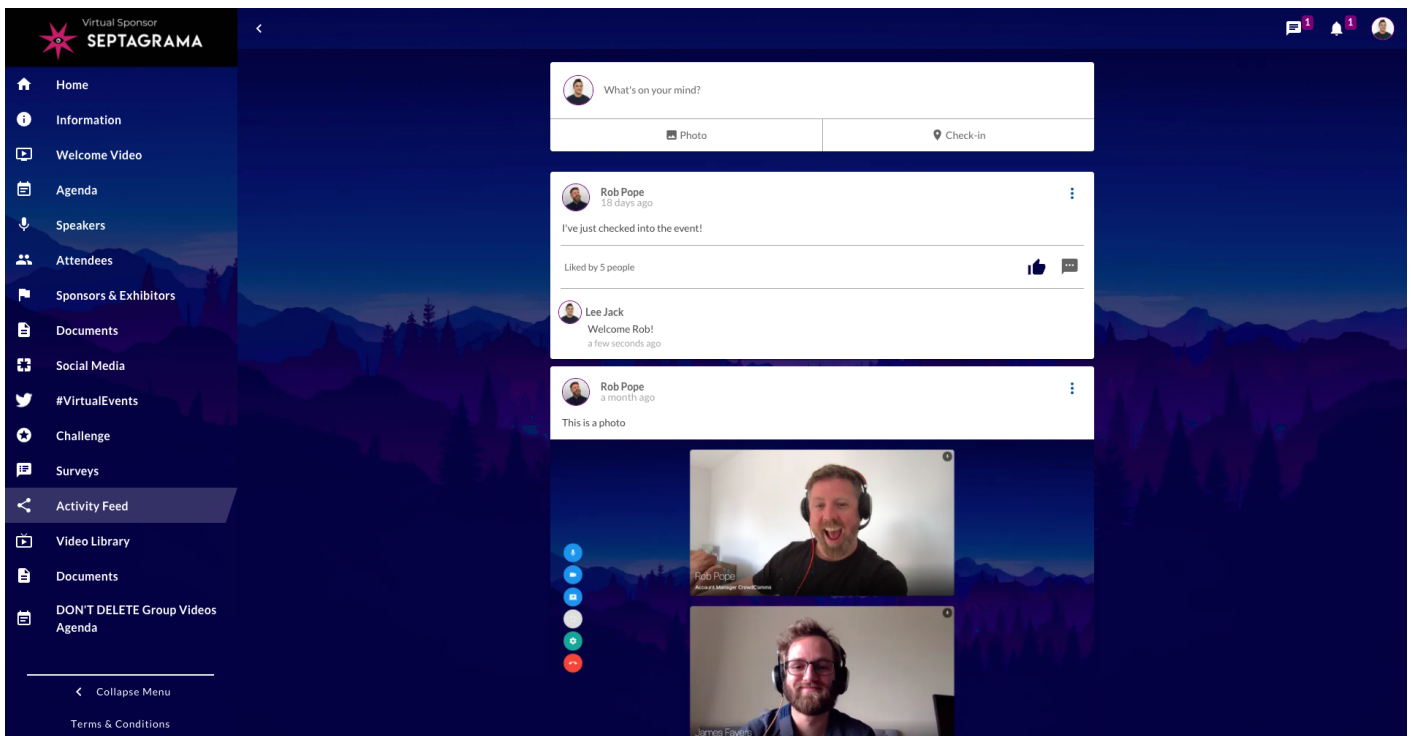 Virtual Sponsor
SEPTAGRAMA
1
1
Home
Information
Welcome Video
Agenda
Speakers
Attendees
Sponsors & Exhibitors
Documents
Social Media
#VirtualEvents
Challenge
Surveys
Activity Feed
Video Library
Documents
DON'T DELETE Group Videos
Agenda
Collapse Menu
Terms & Conditions
What's on your mind?
Photo
Check-in
Rob Pope
18 days ago
I've just checked into the event!
Liked by 5 people
Lee Jack
Welcome Rob!
a few seconds ago
Rob Pope
a month ago
This is a photo
Rob Pope
Account Manager CrowdComms
James Fayers